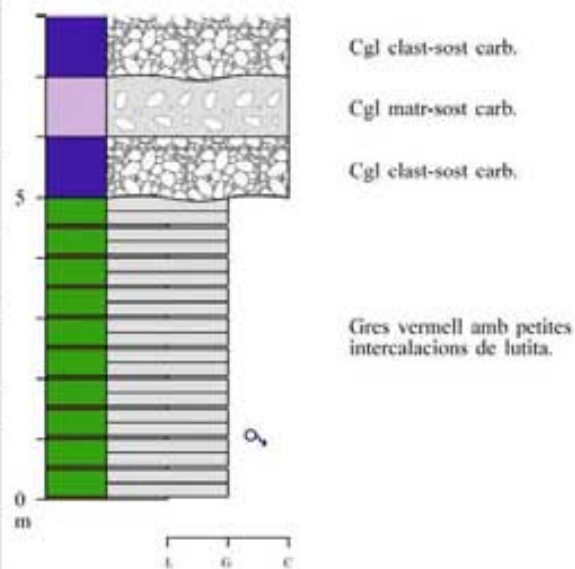 Cgl clast-sost carb.
Cgl matr-sost carb.
Cgl clast-sost carb.
5
Gres vermell amb petites
intercalacions de lutita.
0
m
L G C